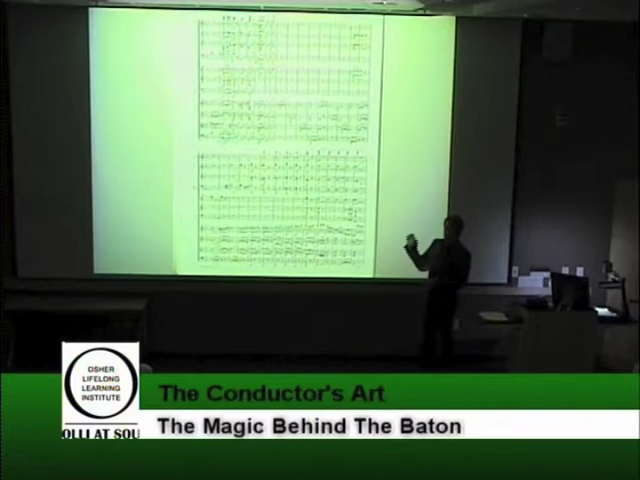 OSHER
LIFELONG
LEARNING
INSTITUTE
OLLI AT SOU
The Conductor's Art
The Magic Behind The Baton